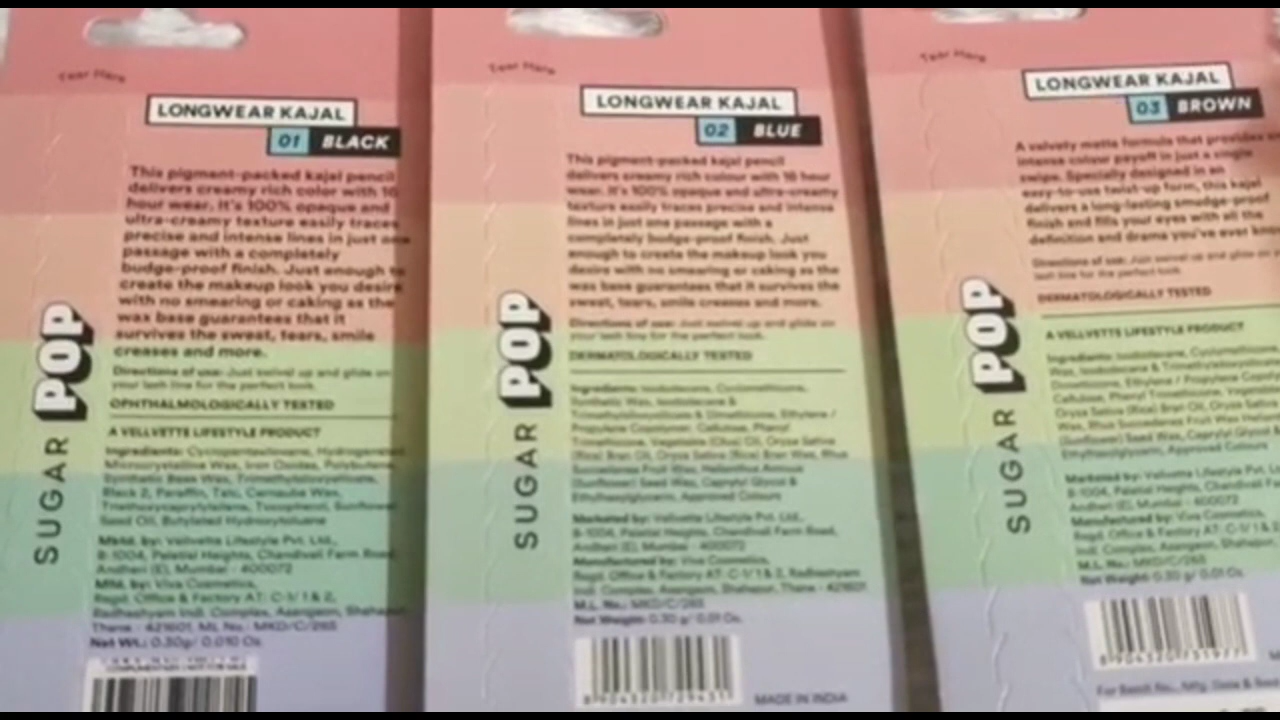 Tear Here
LONGWEAR KAJAL
01 BLACK
This pigment-packed kajal pencil
delivers creamy rich color with 10
hour wear. It's 100% opaque and
ultra-creamy texture easily traces
precise and intense lines in just one
passage with a completely
budge-proof finish. Just enough to
create the makeup look you desire
with no smearing or caking as the
wax base guarantees that it
survives the sweat, tears, smile
creases and more.
Directions of use: Just swivel up and glide on
your lash line for the perfect look.
OPHTHALMOLOGICALLY TEXTED
A VELLVETTE LIFESTYLE PRODUCT
Ingredients: Cyclopentasiloxane, Hydrogenated
Microcrystalline Wax, Iron Oxides, Polybutene,
Synthetic Bees Wax, Trimethylsiloxysilicate,
Black 2, Paraffin, Talc, Carnauba Wax,
Triethoxycaprylylsilane, Tocopherol, Sunflower
Seed Oil, Butylated Hydroxytoluene
Mktd. by: Vellvette Lifestyle Pvt. Ltd.,
B-1004, Palatial Heights, Chandivali Farm Road,
Andheri (E), Mumbai - 400072
Mfd. by: Viva Cosmetics,
Regd. Office & Factory AT: C-1/ 1 & 2,
Radheshyam Indl. Complex, Asangaon, Shahapur,
Thane - 421601, ML No.: MKD/C/265
Net Wt.: 0.30g/ 0.010 Oz
SUGAR POP
Tear Here
LONGWEAR KAJAL
02 BLUE
This pigment-packed kajal pencil
delivers creamy rich colour with 10 hour
wear. It's 100% opaque and ultra-creamy
texture easily traces precise and intense
lines in just one passage with a
completely budge-proof finish. Just
enough to create the makeup look you
desire with no smearing or caking as the
wax base guarantees that it survives the
sweat, tears, smile creases and more.
Directions of use: Just swivel up and glide on
your lash line for the perfect look.
DERMATOLOGICALLY TESTED
Ingredients: Isododecane, Cyclomethicone,
Synthetic Wax, Isododecane &
Trimethylsiloxysilicate & Dimethicone, Ethylene /
Propylene Copolymer, Cellulose, Phenyl
Trimethicone, Vegetable (Olus) Oil, Oryza Sativa
(Rice) Bran Oil, Oryza Sativa (Rice) Bran Wax, Rhus
Succedanea Fruit Wax, Helianthus Annuus
(Sunflower) Seed Wax, Caprylyl Glycol &
Ethylhexylglycerin, Approved Colours
Marketed by: Vellvette Lifestyle Pvt. Ltd.,
B-1004, Palatial Heights, Chandivali Farm Road,
Andheri (E), Mumbai - 400072
Manufactured by: Viva Cosmetics,
Regd. Office & Factory AT: C-1/ 1 & 2, Radheshyam
Indl. Complex, Asangaon, Shahapur, Thane - 421601.
M.L. No.: MKD/C/265
Net Weight: 0.30 g/ 0.01 Oz.
MADE IN INDIA
SUGAR POP
Tear Here
LONGWEAR KAJAL
03 BROWN
A velvety matte formula that provides
intense colour payoff in just a single
swipe. Specially designed in an
easy-to-use twist-up form, this kajal
delivers a long-lasting smudge-proof
finish and fills your eyes with all the
definition and drama you've ever
Directions of use: Just swivel up and glide on
lash line for the perfect look.
DERMATOLOGICALLY TESTED
A VELLVETTE LIFESTYLE PRODUCT
Ingredients: Isododecane, Cyclomethicone,
Wax, Isododecane & Trimethylsiloxysilicate
Dimethicone, Ethylene / Propylene
Cellulose, Phenyl Trimethicone, Vegetable
Oryza Sativa (Rice) Bran Oil, Oryza Sativa
Wax, Rhus Succedanea Fruit Wax
(Sunflower) Seed Wax, Caprylyl Glycol &
Ethylhexylglycerin, Approved Colours
Marketed by: Vellvette Lifestyle Pvt.
B-1004, Palatial Heights, Chandivali
Andheri (E), Mumbai - 400072
Manufactured by: Viva Cosmetics,
Regd. Office & Factory AT: C-1/
Indl. Complex, Asangaon, Shahapur,
M.L. No.: MKD/C/265
Net Weight: 0.30 g/ 0.01 Oz.
SUGAR POP